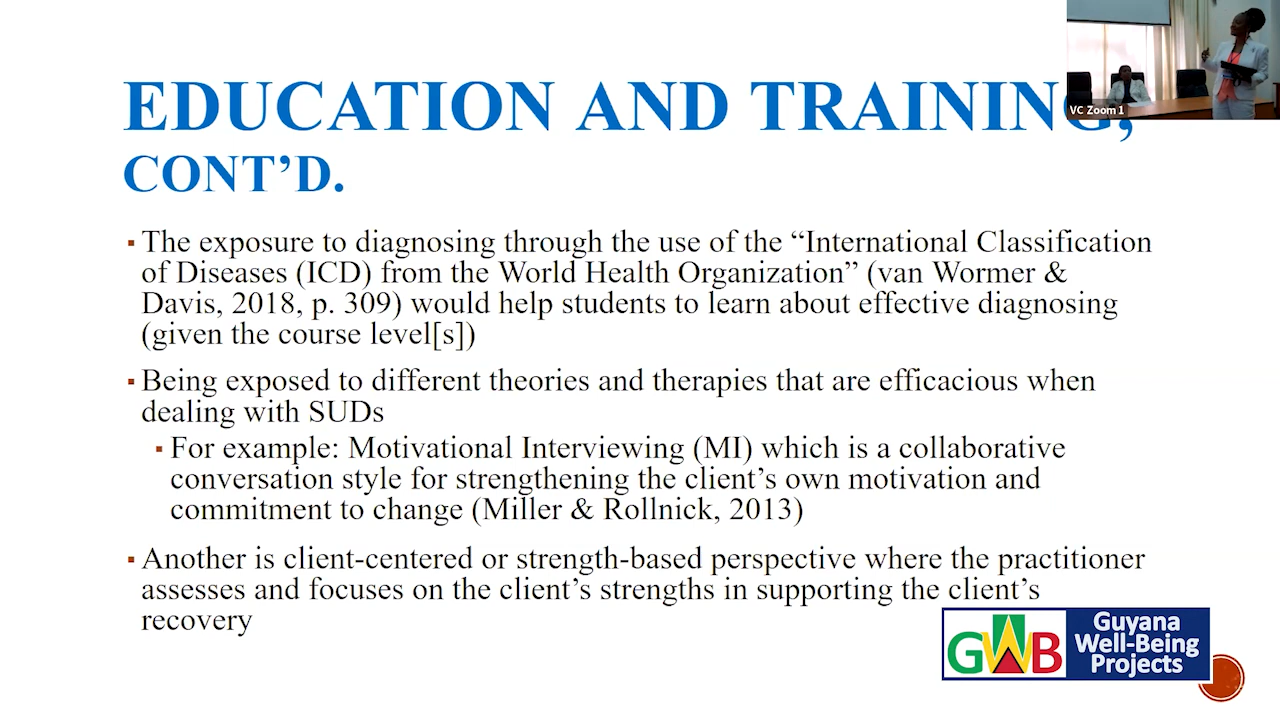 EDUCATION AND TRAINING,
CONT'D.
VC Zoom 1
▪ The exposure to diagnosing through the use of the “International Classification
of Diseases (ICD) from the World Health Organization” (van Wormer &
Davis, 2018, p. 309) would help students to learn about effective diagnosing
(given the course level[s])
▪ Being exposed to different theories and therapies that are efficacious when
dealing with SUDs
▪ For example: Motivational Interviewing (MI) which is a collaborative
conversation style for strengthening the client’s own motivation and
commitment to change (Miller & Rollnick, 2013)
▪ Another is client-centered or strength-based perspective where the practitioner
assesses and focuses on the client’s strengths in supporting the client’s
recovery
GWB
Guyana
Well-Being
Projects